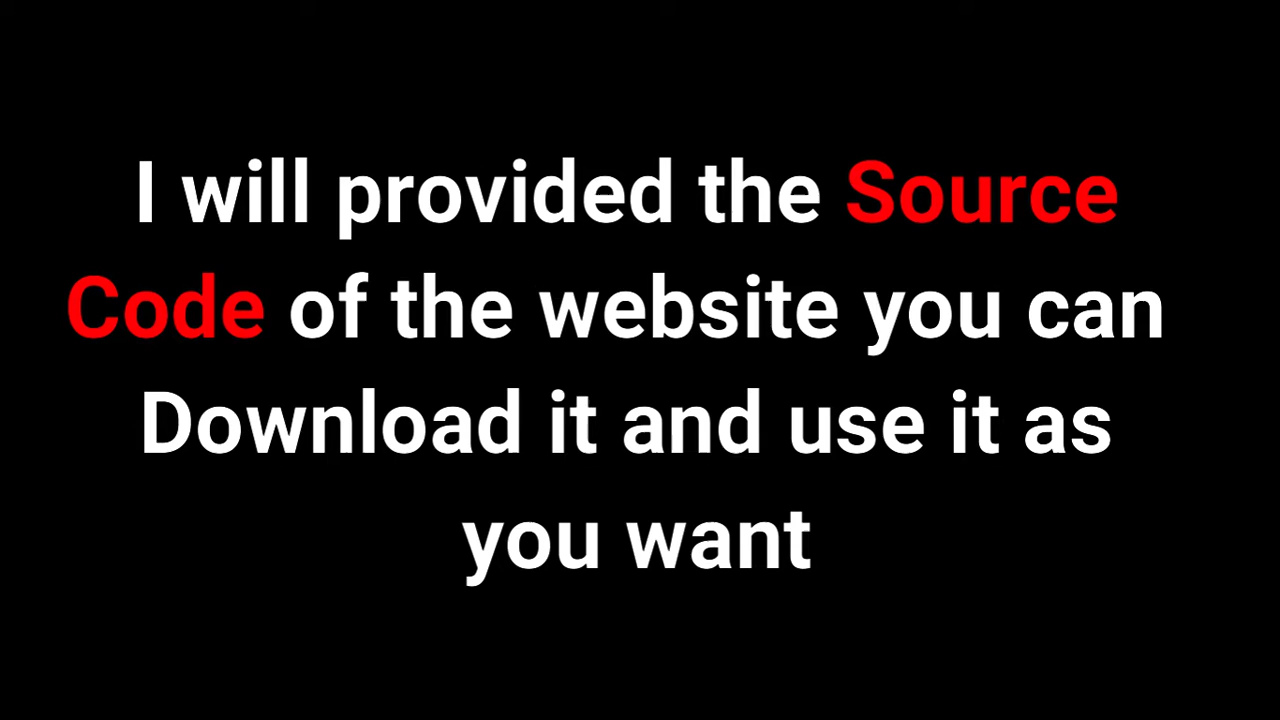 I will provided the Source
Code of the website you can
Download it and use it as
you want